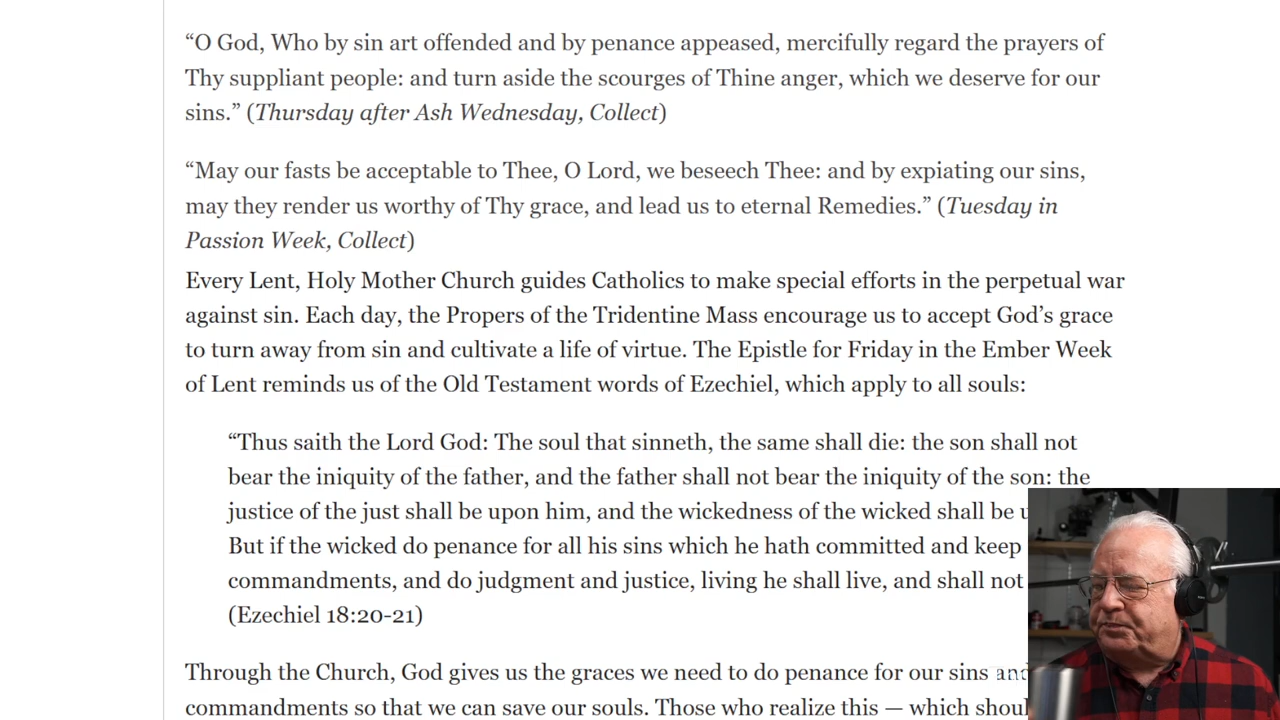 “O God, Who by sin art offended and by penance appeased, mercifully regard the prayers of
Thy suppliant people: and turn aside the scourges of Thine anger, which we deserve for our
sins.” (Thursday after Ash Wednesday, Collect)
“May our fasts be acceptable to Thee, O Lord, we beseech Thee: and by expiating our sins,
may they render us worthy of Thy grace, and lead us to eternal Remedies.” (Tuesday in
Passion Week, Collect)
Every Lent, Holy Mother Church guides Catholics to make special efforts in the perpetual war
against sin. Each day, the Propers of the Tridentine Mass encourage us to accept God’s grace
to turn away from sin and cultivate a life of virtue. The Epistle for Friday in the Ember Week
of Lent reminds us of the Old Testament words of Ezechiel, which apply to all souls:
“Thus saith the Lord God: The soul that sinneth, the same shall die: the son shall not
bear the iniquity of the father, and the father shall not bear the iniquity of the son: the
justice of the just shall be upon him, and the wickedness of the wicked shall be
But if the wicked do penance for all his sins which he hath committed and keep
commandments, and do judgment and justice, living he shall live, and shall not
(Ezechiel 18:20-21)
Through the Church, God gives us the graces we need to do penance for our sins and
commandments so that we can save our souls. Those who realize this — which